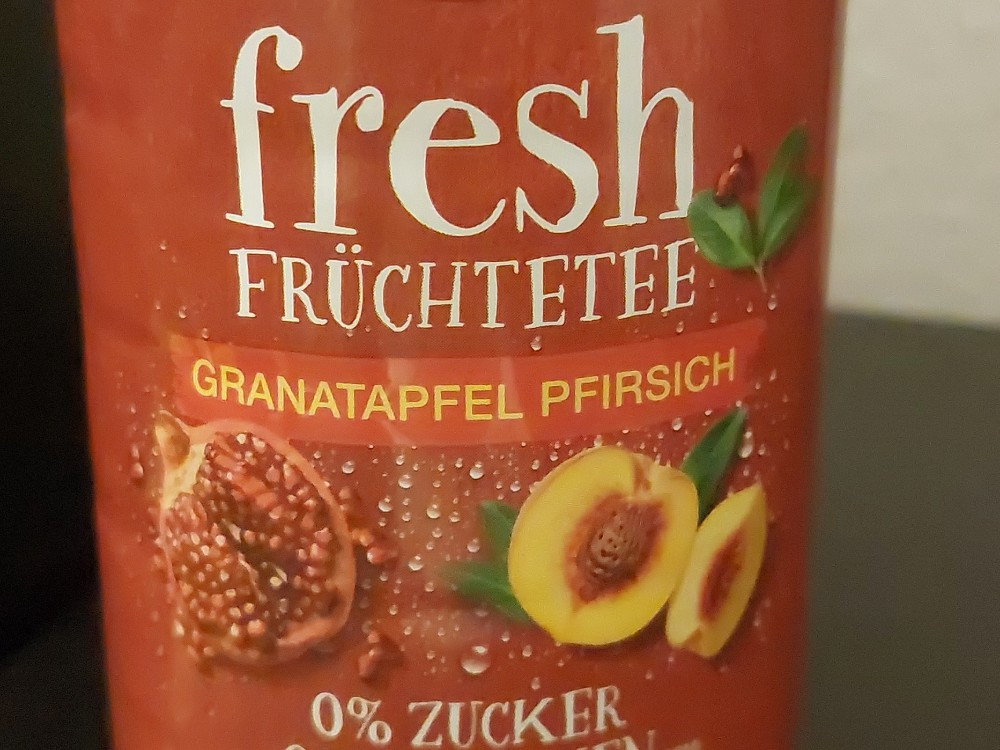 fresh
FRÜCHTETEE
GRANATAPFEL PFIRSICH
0% ZUCKER